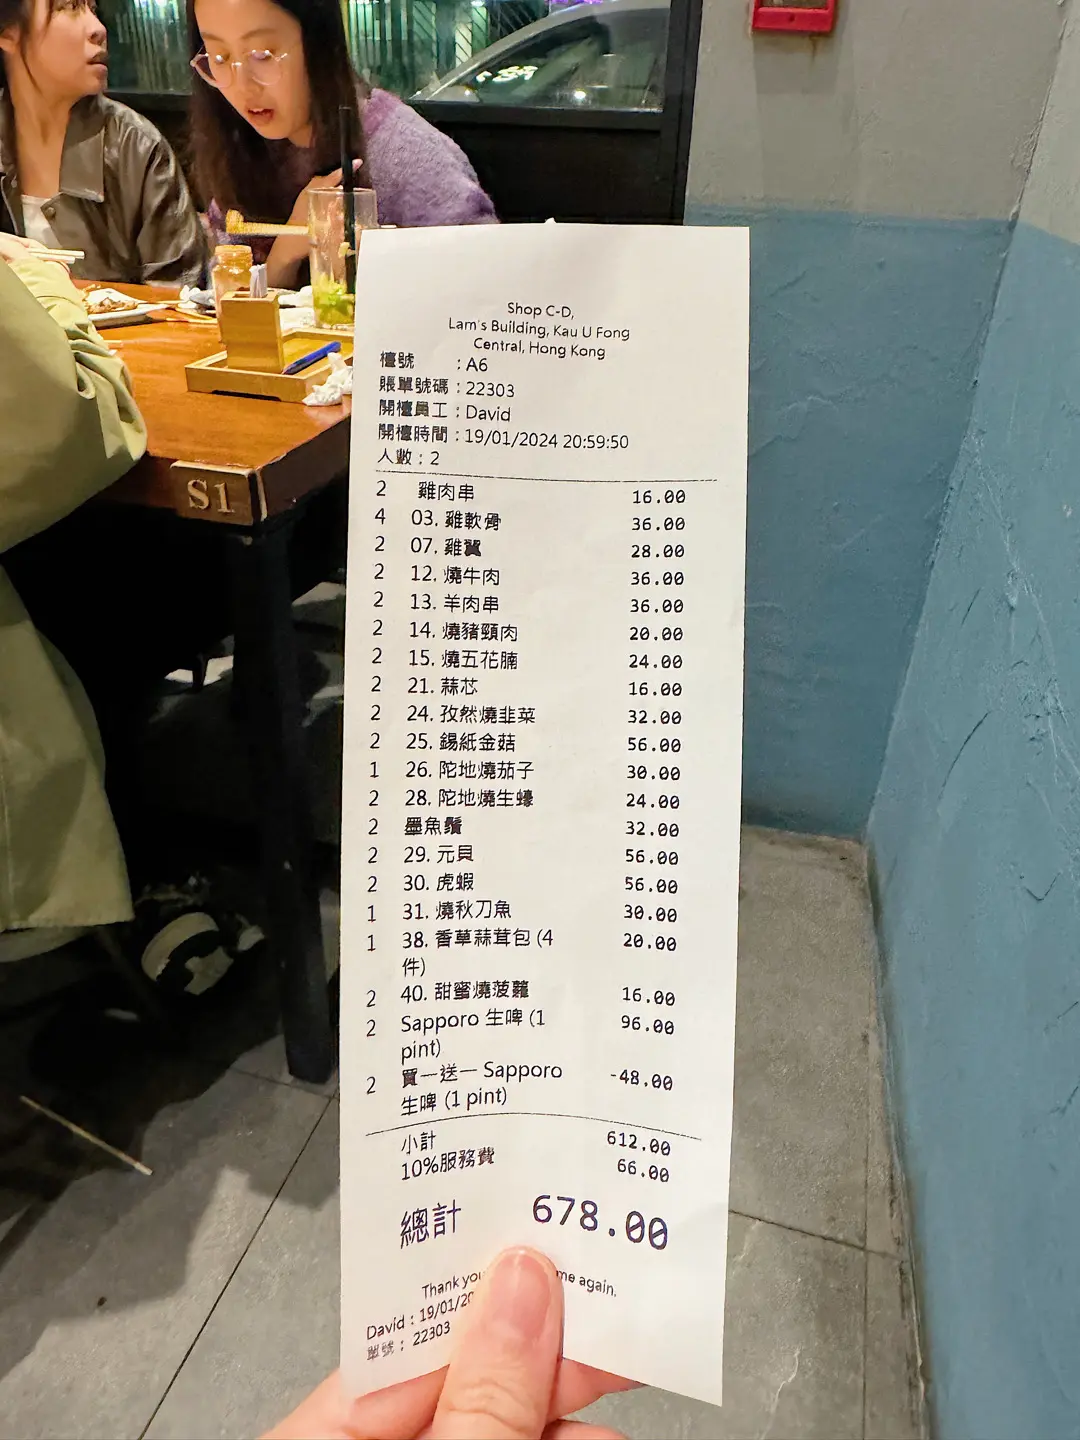 Shop C-D,
Lam's Building, Kau U Fong
Central, Hong Kong
檯號 : A6
賬單號碼 : 22303
開檯員工 : David
開檯時間 : 19/01/2024 20:59:50
人數 : 2
2 雞肉串 16.00
4 03. 雞軟骨 36.00
2 07. 雞翼 28.00
2 12. 燒牛肉 36.00
2 13. 羊肉串 36.00
2 14. 燒豬頸肉 20.00
2 15. 燒五花腩 24.00
2 21. 蒜芯 16.00
2 24. 孜然燒韭菜 32.00
2 25. 錫紙金菇 56.00
1 26. 陀地燒茄子 30.00
2 28. 陀地燒生蠔 24.00
2 墨魚鬚 32.00
2 29. 元貝 56.00
2 30. 虎蝦 56.00
1 31. 燒秋刀魚 30.00
1 38. 香草蒜茸包 (4 20.00
件)
2 40. 甜蜜燒菠蘿 16.00
2 Sapporo 生啤 (1 96.00
pint)
2 買一送一 Sapporo -48.00
生啤 (1 pint)
小計 612.00
10%服務費 66.00
總計 678.00
Thank you me again.
David : 19/01/20
單號 : 22303
S1